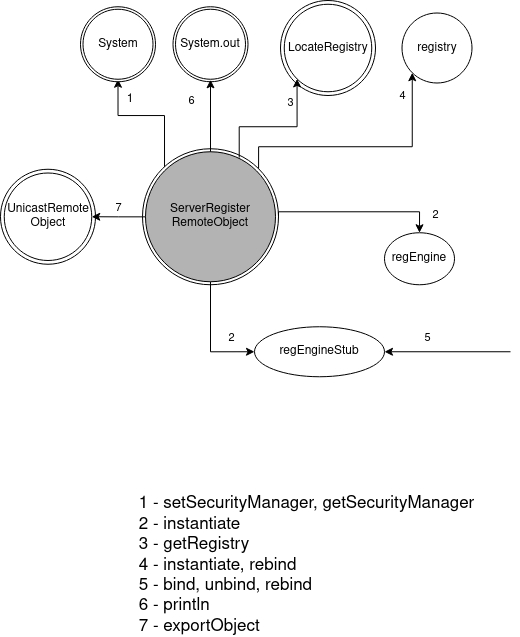 System
System.out
LocateRegistry
registry
1
6
3
4
UnicastRemote
Object
7
ServerRegister
RemoteObject
2
regEngine
2
regEngineStub
5
1 - setSecurityManager, getSecurityManager
2 - instantiate
3 - getRegistry
4 - instantiate, rebind
5 - bind, unbind, rebind
6 - println
7 - exportObject